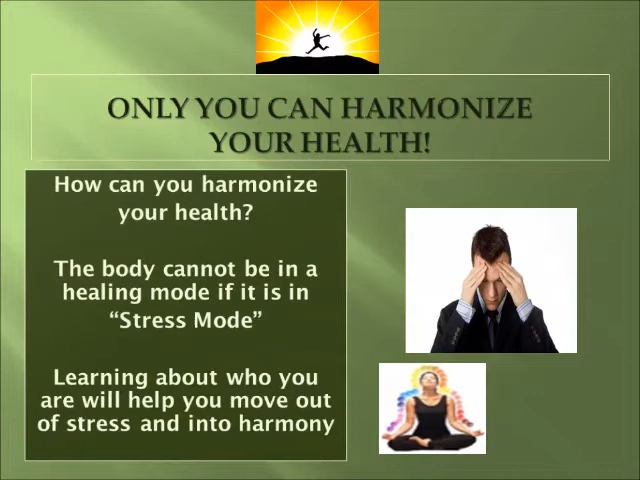 ONLY YOU CAN HARMONIZE
YOUR HEALTH!
How can you harmonize
your health?
The body cannot be in a
healing mode if it is in
“Stress Mode”
Learning about who you
are will help you move out
of stress and into harmony